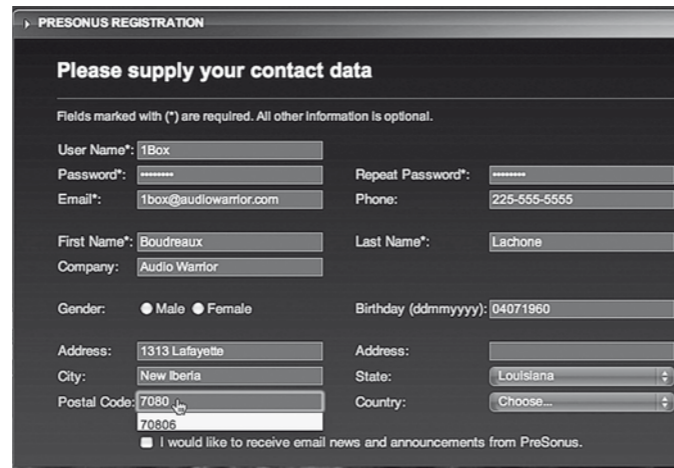 PRESONUS REGISTRATION
Please supply your contact data
Fields marked with (*) are required. All other information is optional.
User Name*: 1Box
Password*: •••••••• Repeat Password*: ••••••••
Email*: 1box@audiowarrior.com Phone: 225-555-5555
First Name*: Boudreaux Last Name*: Lachone
Company: Audio Warrior
Gender: Male Female Birthday (ddmmyyyy): 04071960
Address: 1313 Lafayette Address:
City: New Iberia State: Louisiana
Postal Code: 7080 Country: Choose...
70806
I would like to receive email news and announcements from PreSonus.